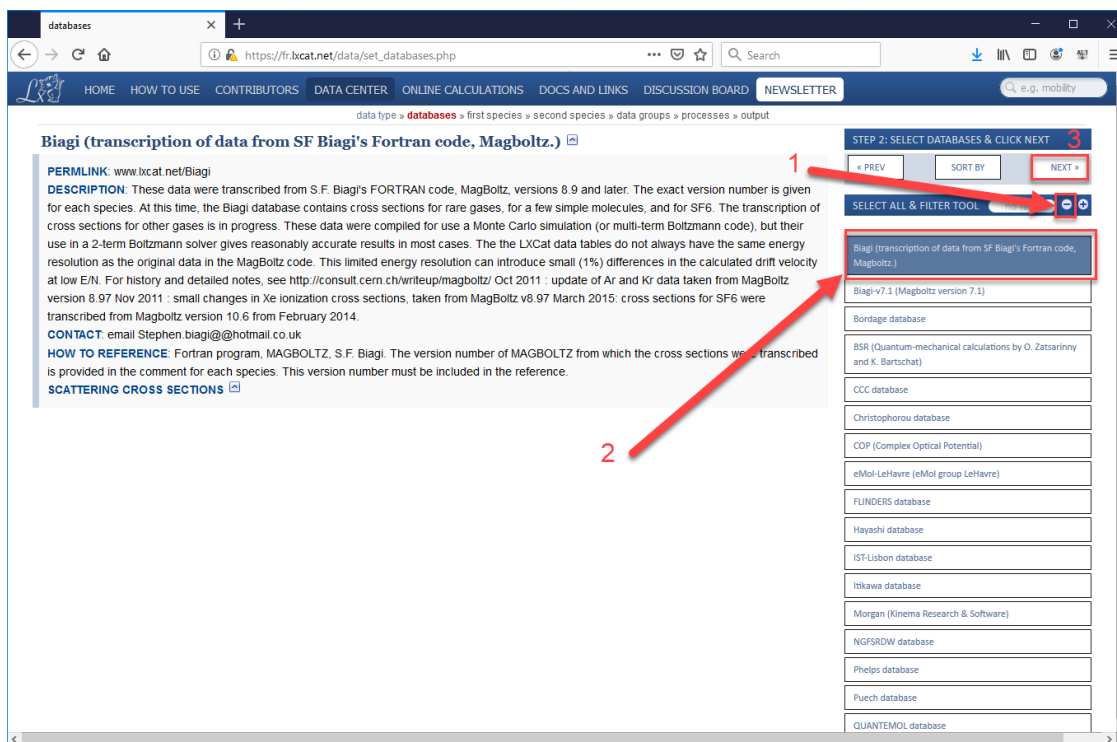 databases
https://fr.lxcat.net/data/set_databases.php
Search
HOME HOW TO USE CONTRIBUTORS DATA CENTER ONLINE CALCULATIONS DOCS AND LINKS DISCUSSION BOARD NEWSLETTER
e.g. mobility
data type » databases » first species » second species » data groups » processes » output
Biagi (transcription of data from SF Biagi's Fortran code, Magboltz.)
PERMLINK: www.lxcat.net/Biagi
DESCRIPTION: These data were transcribed from S.F. Biagi's FORTRAN code, MagBoltz, versions 8.9 and later. The exact version number is given
for each species. At this time, the Biagi database contains cross sections for rare gases, for a few simple molecules, and for SF6. The transcription of
cross sections for other gases is in progress. These data were compiled for use a Monte Carlo simulation (or multi-term Boltzmann code), but their
use in a 2-term Boltzmann solver gives reasonably accurate results in most cases. The the LXCat data tables do not always have the same energy
resolution as the original data in the MagBoltz code. This limited energy resolution can introduce small (1%) differences in the calculated drift velocity
at low E/N. For history and detailed notes, see http://consult.cern.ch/writeup/magboltz/ Oct 2011 : update of Ar and Kr data taken from MagBoltz
version 8.97 Nov 2011 : small changes in Xe ionization cross sections, taken from MagBoltz v8.97 March 2015: cross sections for SF6 were
transcribed from Magboltz version 10.6 from February 2014.
CONTACT: email Stephen.biagi@@hotmail.co.uk
HOW TO REFERENCE: Fortran program, MAGBOLTZ, S.F. Biagi. The version number of MAGBOLTZ from which the cross sections were transcribed
is provided in the comment for each species. This version number must be included in the reference.
SCATTERING CROSS SECTIONS
STEP 2: SELECT DATABASES & CLICK NEXT
3
1
« PREV
SORT BY
NEXT »
SELECT ALL & FILTER TOOL
Biagi (transcription of data from SF Biagi's Fortran code,
Magboltz.)
2
Biagi-v7.1 (Magboltz version 7.1)
Bordage database
BSR (Quantum-mechanical calculations by O. Zatsarinny
and K. Bartschat)
CCC database
Christophorou database
COP (Complex Optical Potential)
eMol-LeHavre (eMol group LeHavre)
FLINDERS database
Hayashi database
IST-Lisbon database
Itikawa database
Morgan (Kinema Research & Software)
NGFSRDW database
Phelps database
Puech database
QUANTEMOL database